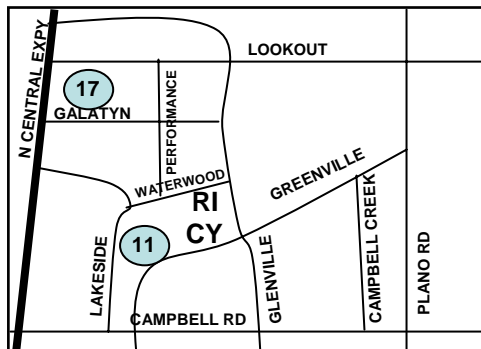 N CENTRAL EXPY
LOOKOUT
17
GALATYN
PERFORMANCE
WATERWOOD
RI
CY
GREENVILLE
11
LAKESIDE
GLENVILLE
CAMPBELL CREEK
PLANO RD
CAMPBELL RD